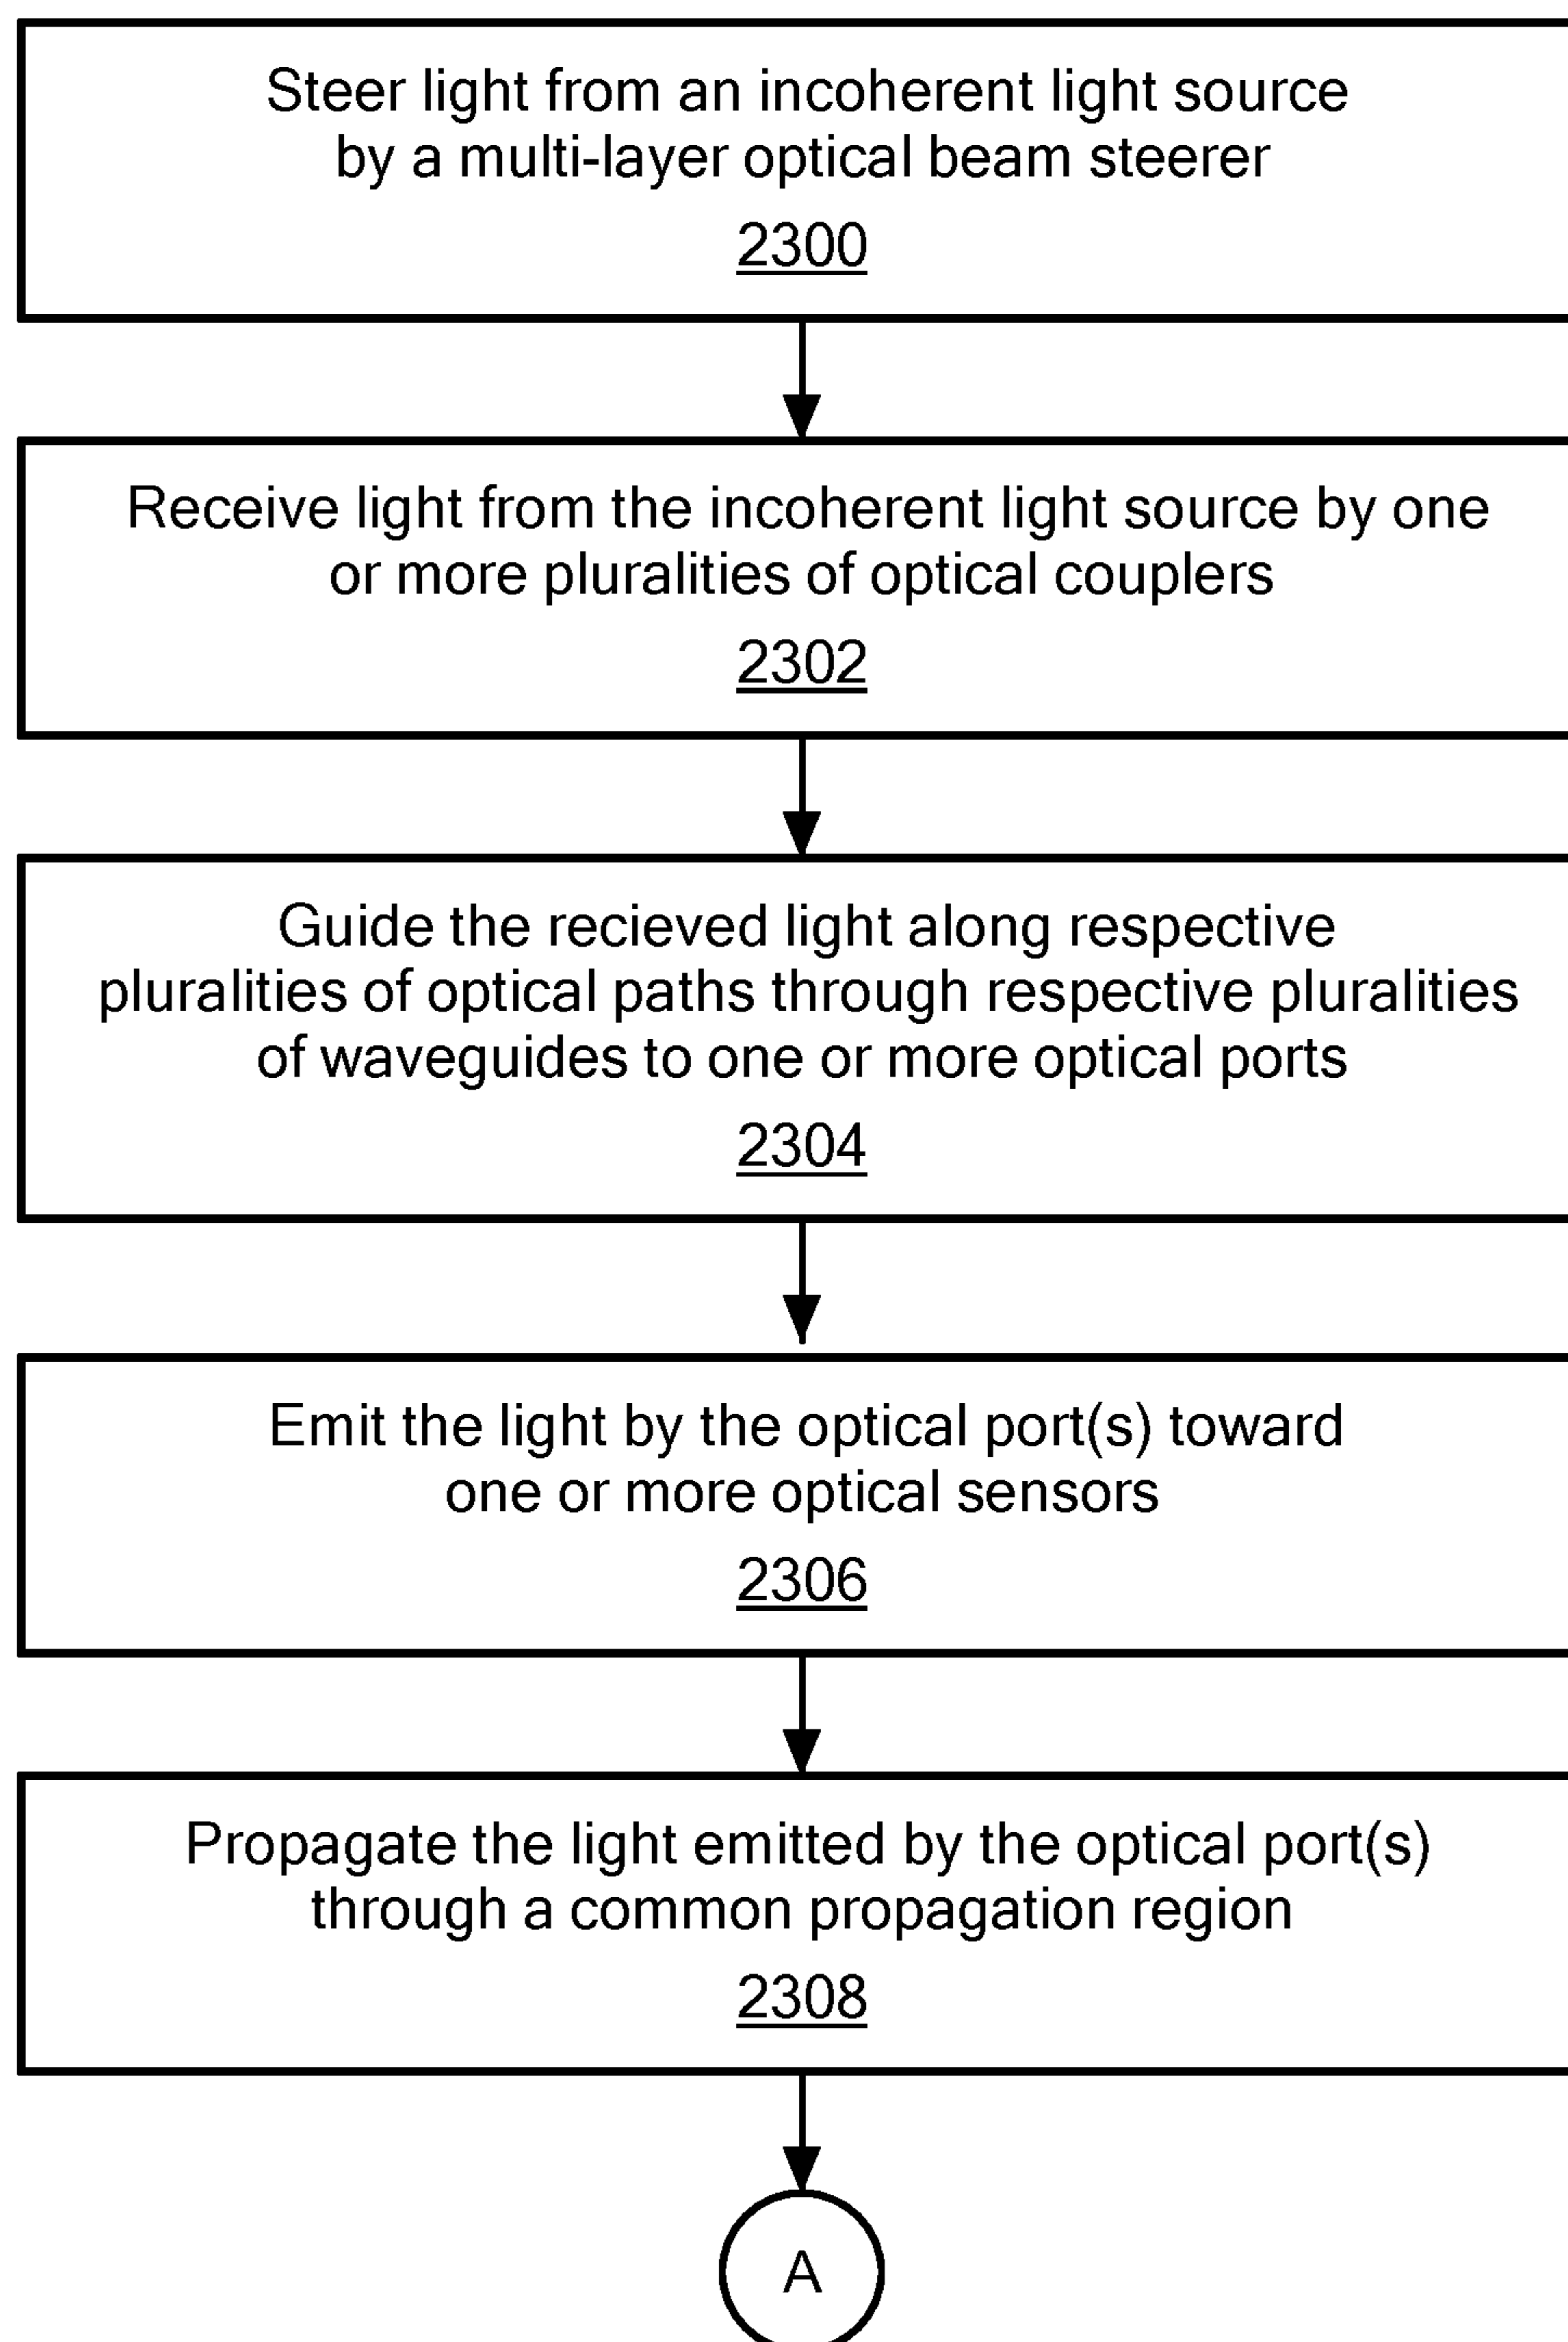 Steer light from an incoherent light source
by a multi-layer optical beam steerer
2300
Receive light from the incoherent light source by one
or more pluralities of optical couplers
2302
Guide the recieved light along respective
pluralities of optical paths through respective pluralities
of waveguides to one or more optical ports
2304
Emit the light by the optical port(s) toward
one or more optical sensors
2306
Propagate the light emitted by the optical port(s)
through a common propagation region
2308
A